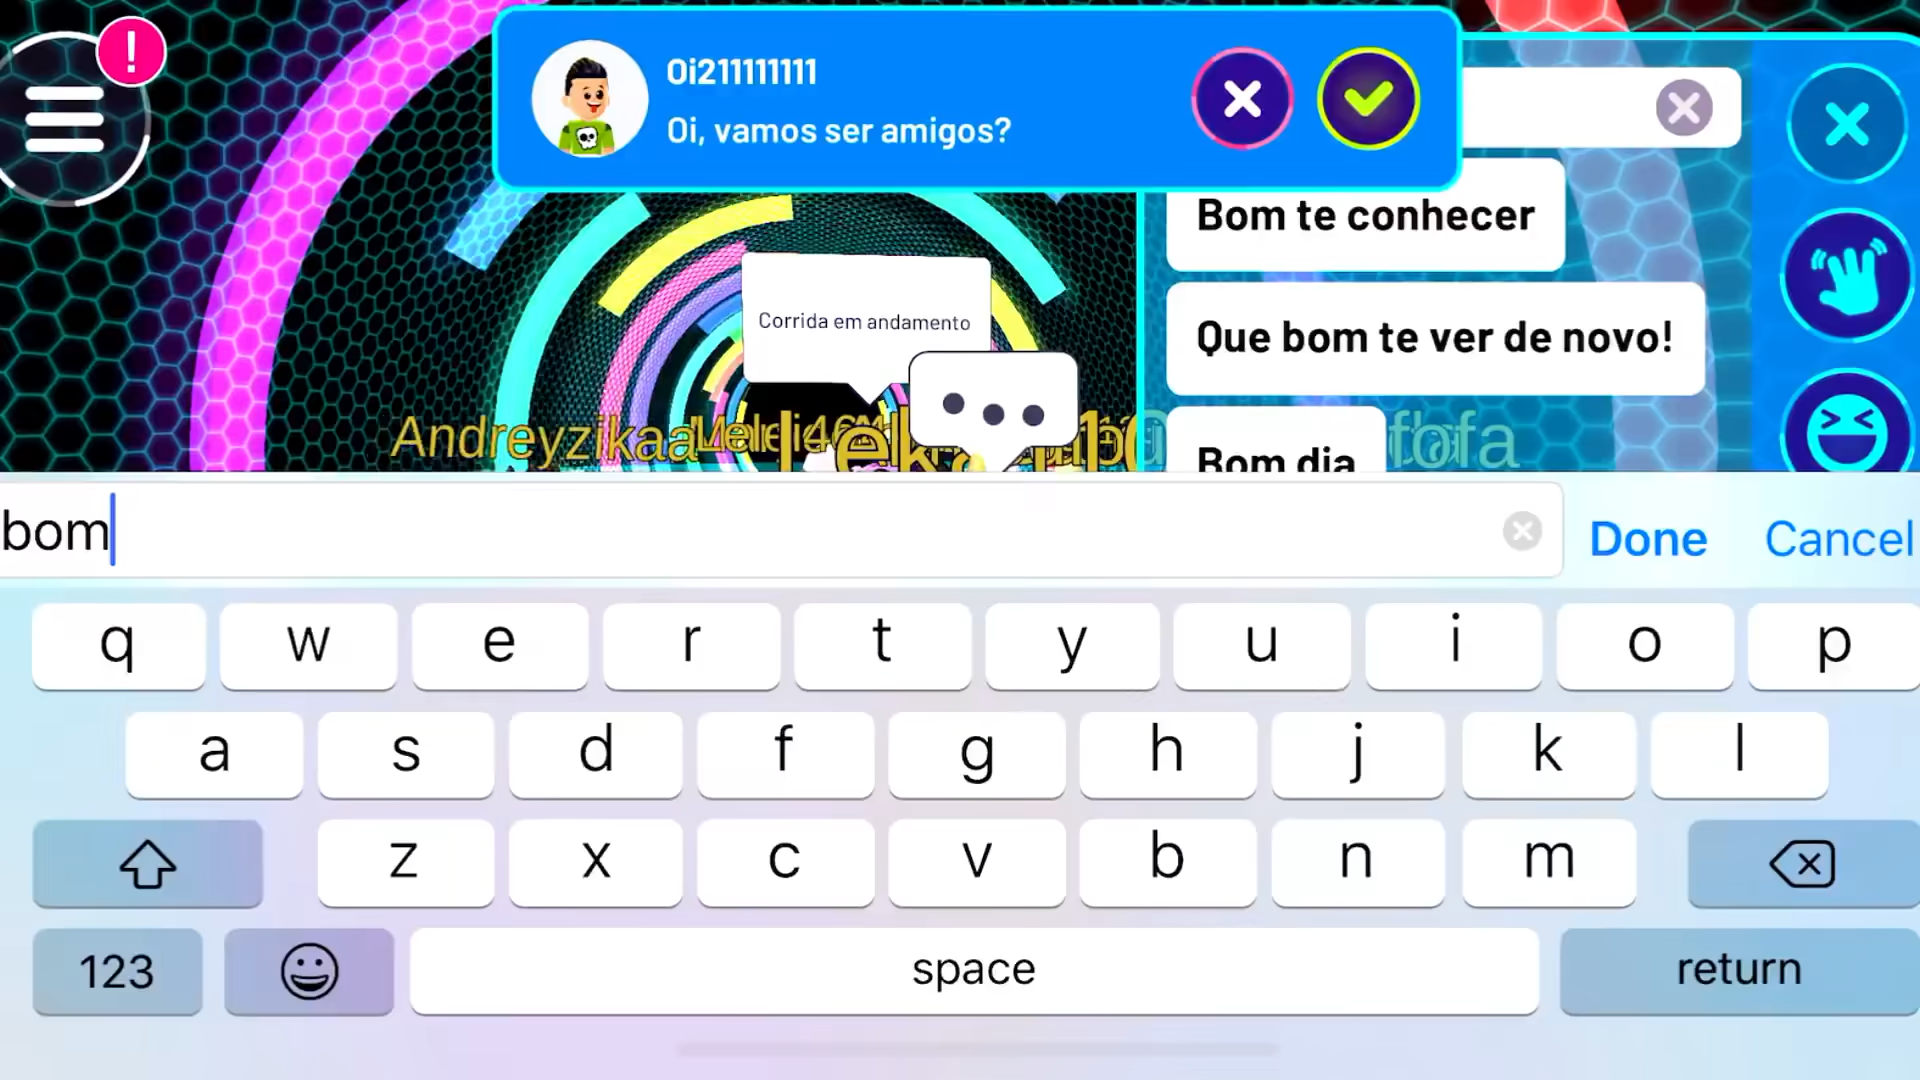 !
Oi211111111
Oi, vamos ser amigos?
Bom te conhecer
Que bom te ver de novo!
Corrida em andamento
Bom dia
bom
Done
Cancel
q w e r t y u i o p
a s d f g h j k l
z x c v b n m
123
space
return